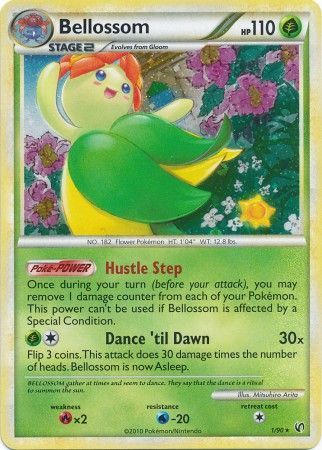 Bellossom HP 110
STAGE 2 Evolves from Gloom
NO. 182 Flower Pokémon HT: 1'04" WT: 12.8 lbs.
Poké-POWER Hustle Step
Once during your turn (before your attack), you may
remove 1 damage counter from each of your Pokémon.
This power can't be used if Bellossom is affected by a
Special Condition.
Dance 'til Dawn 30x
Flip 3 coins. This attack does 30 damage times the
number of heads. Bellossom is now Asleep.
BELLOSSOM gather at times and seem to dance. They say that the dance is a ritual
to summon the sun.
Illus. Mitsuhiro Arita
weakness resistance retreat cost
×2 -20
©2010 Pokémon/Nintendo 1/90 ★